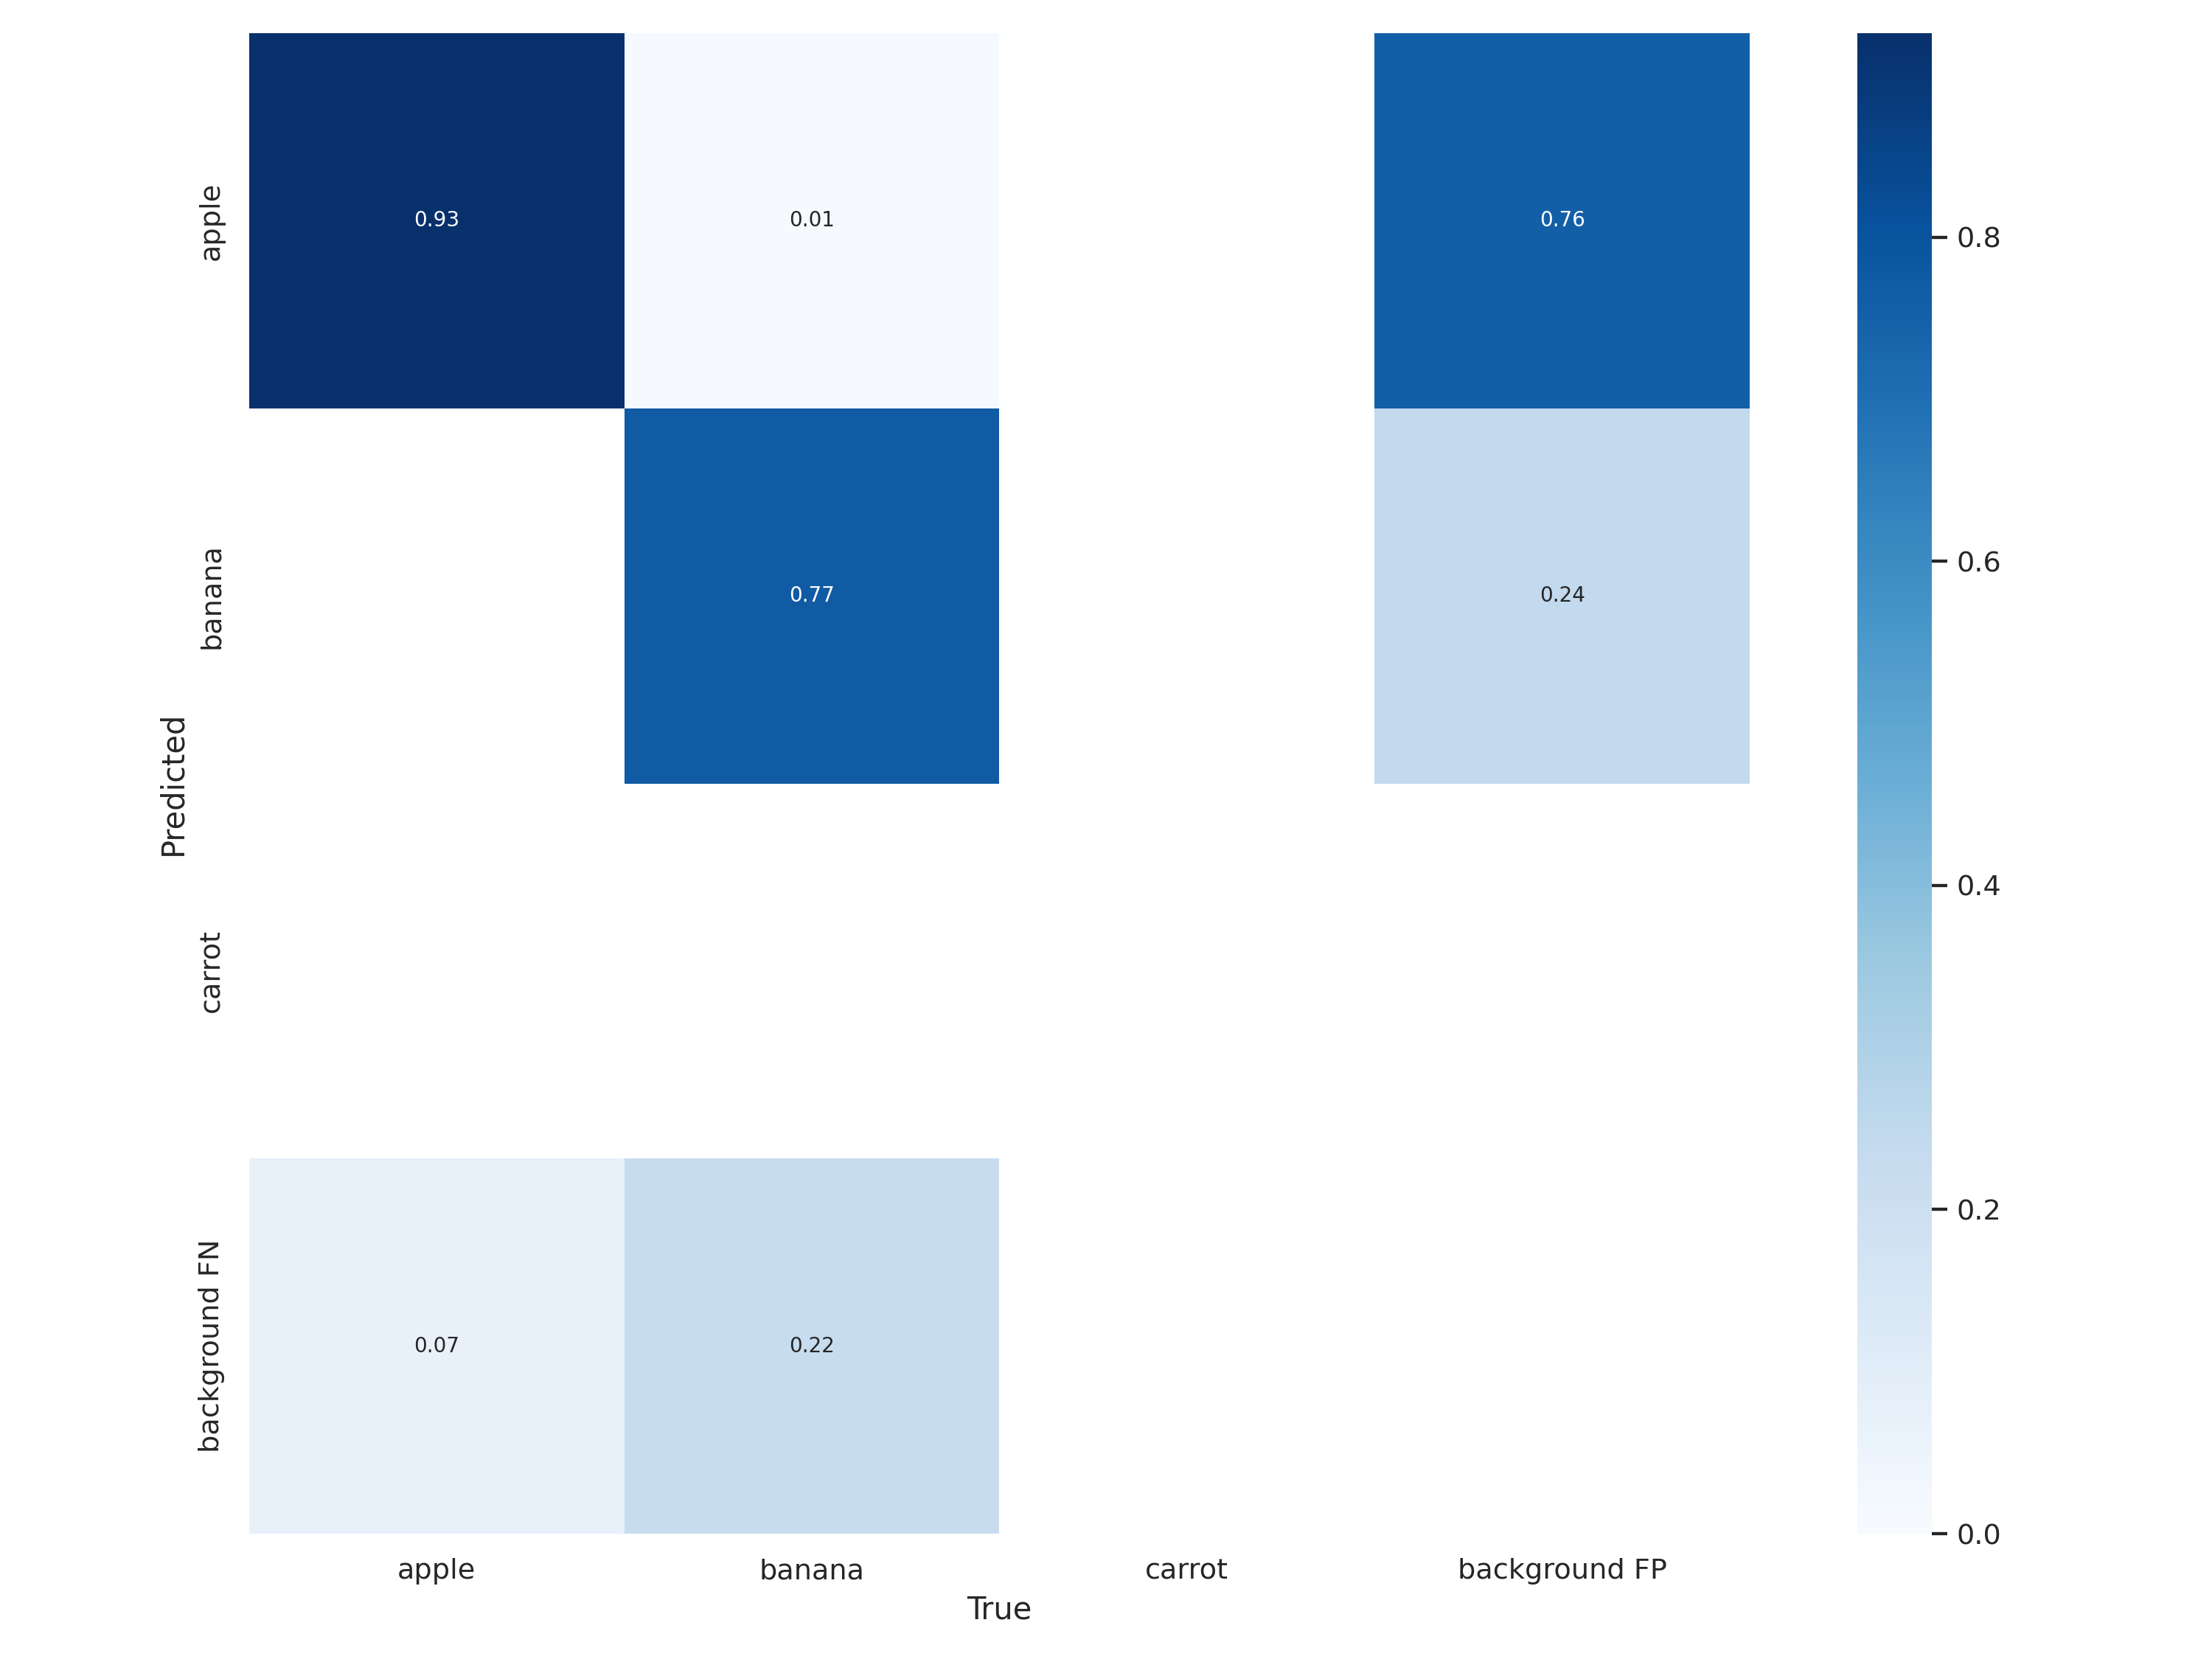 apple
0.93
0.01
0.76
banana
0.77
0.24
carrot
background FN
0.07
0.22
Predicted
apple
banana
carrot
background FP
True
0.8
0.6
0.4
0.2
0.0